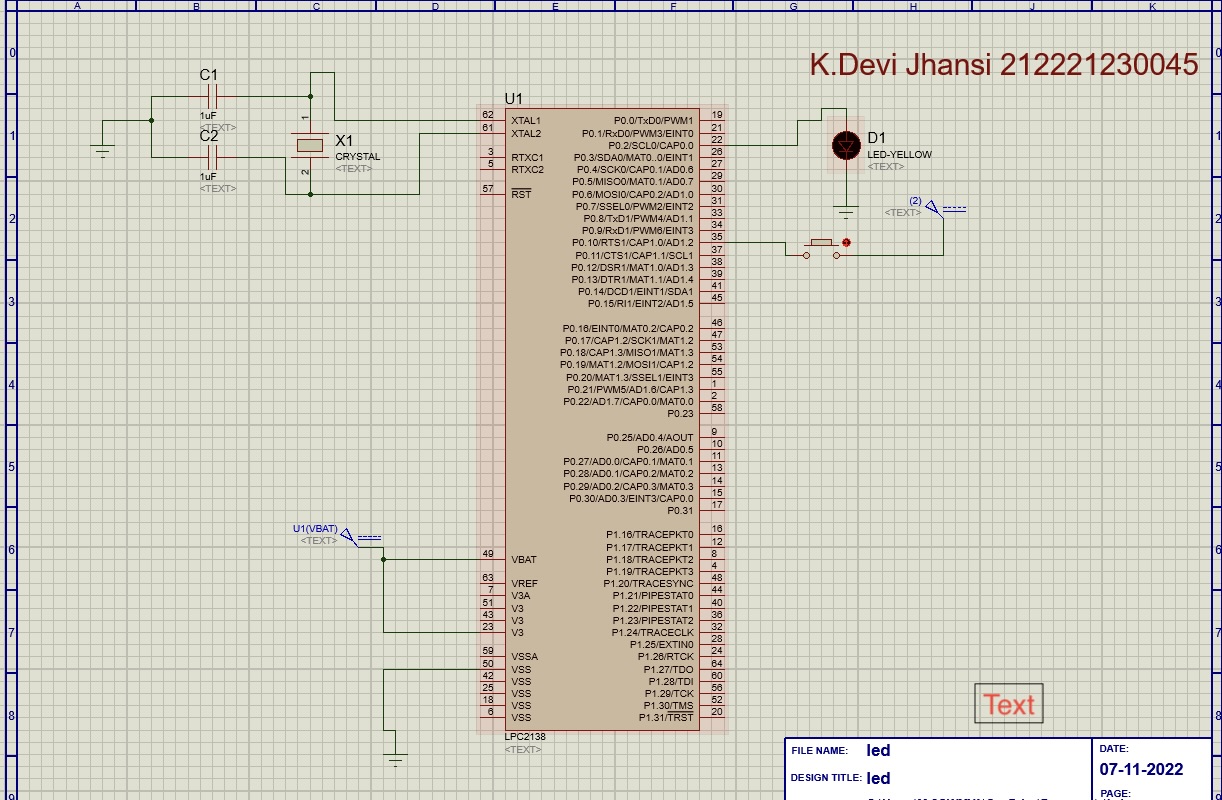 A B C D E F G H J K
0 0
K.Devi Jhansi 212221230045
C1
1uF
<TEXT>
C2
1uF
<TEXT>
1
X1
CRYSTAL
<TEXT>
2
U1
62 XTAL1
61 XTAL2
3 RTXC1
5 RTXC2
57 RST
49 VBAT
63 VREF
7 V3A
51 V3
43 V3
23 V3
59 VSSA
50 VSS
42 VSS
25 VSS
18 VSS
6 VSS
P0.0/TxD0/PWM1 19
P0.1/RxD0/PWM3/EINT0 21
P0.2/SCL0/CAP0.0 22
P0.3/SDA0/MAT0..0/EINT1 26
P0.4/SCK0/CAP0.1/AD0.6 27
P0.5/MISO0/MAT0.1/AD0.7 29
P0.6/MOSI0/CAP0.2/AD1.0 30
P0.7/SSEL0/PWM2/EINT2 31
P0.8/TxD1/PWM4/AD1.1 33
P0.9/RxD1/PWM6/EINT3 34
P0.10/RTS1/CAP1.0/AD1.2 35
P0.11/CTS1/CAP1.1/SCL1 37
P0.12/DSR1/MAT1.0/AD1.3 38
P0.13/DTR1/MAT1.1/AD1.4 39
P0.14/DCD1/EINT1/SDA1 41
P0.15/RI1/EINT2/AD1.5 45
P0.16/EINT0/MAT0.2/CAP0.2 46
P0.17/CAP1.2/SCK1/MAT1.2 47
P0.18/CAP1.3/MISO1/MAT1.3 53
P0.19/MAT1.2/MOSI1/CAP1.2 54
P0.20/MAT1.3/SSEL1/EINT3 55
P0.21/PWM5/AD1.6/CAP1.3 1
P0.22/AD1.7/CAP0.0/MAT0.0 2
P0.23 58
P0.25/AD0.4/AOUT 9
P0.26/AD0.5 10
P0.27/AD0.0/CAP0.1/MAT0.1 11
P0.28/AD0.1/CAP0.2/MAT0.2 13
P0.29/AD0.2/CAP0.3/MAT0.3 14
P0.30/AD0.3/EINT3/CAP0.0 15
P0.31 17
P1.16/TRACEPKT0 16
P1.17/TRACEPKT1 12
P1.18/TRACEPKT2 8
P1.19/TRACEPKT3 4
P1.20/TRACESYNC 48
P1.21/PIPESTAT0 44
P1.22/PIPESTAT1 40
P1.23/PIPESTAT2 36
P1.24/TRACECLK 32
P1.25/EXTIN0 28
P1.26/RTCK 24
P1.27/TDO 64
P1.28/TDI 60
P1.29/TCK 56
P1.30/TMS 52
P1.31/TRST 20
LPC2138
<TEXT>
D1
LED-YELLOW
<TEXT>
(2)
<TEXT>
U1(VBAT)
<TEXT>
1 1
2 2
3 3
4 4
5 5
6 6
7 7
8 8
Text
FILE NAME: led
DESIGN TITLE: led
DATE:
07-11-2022
PAGE: